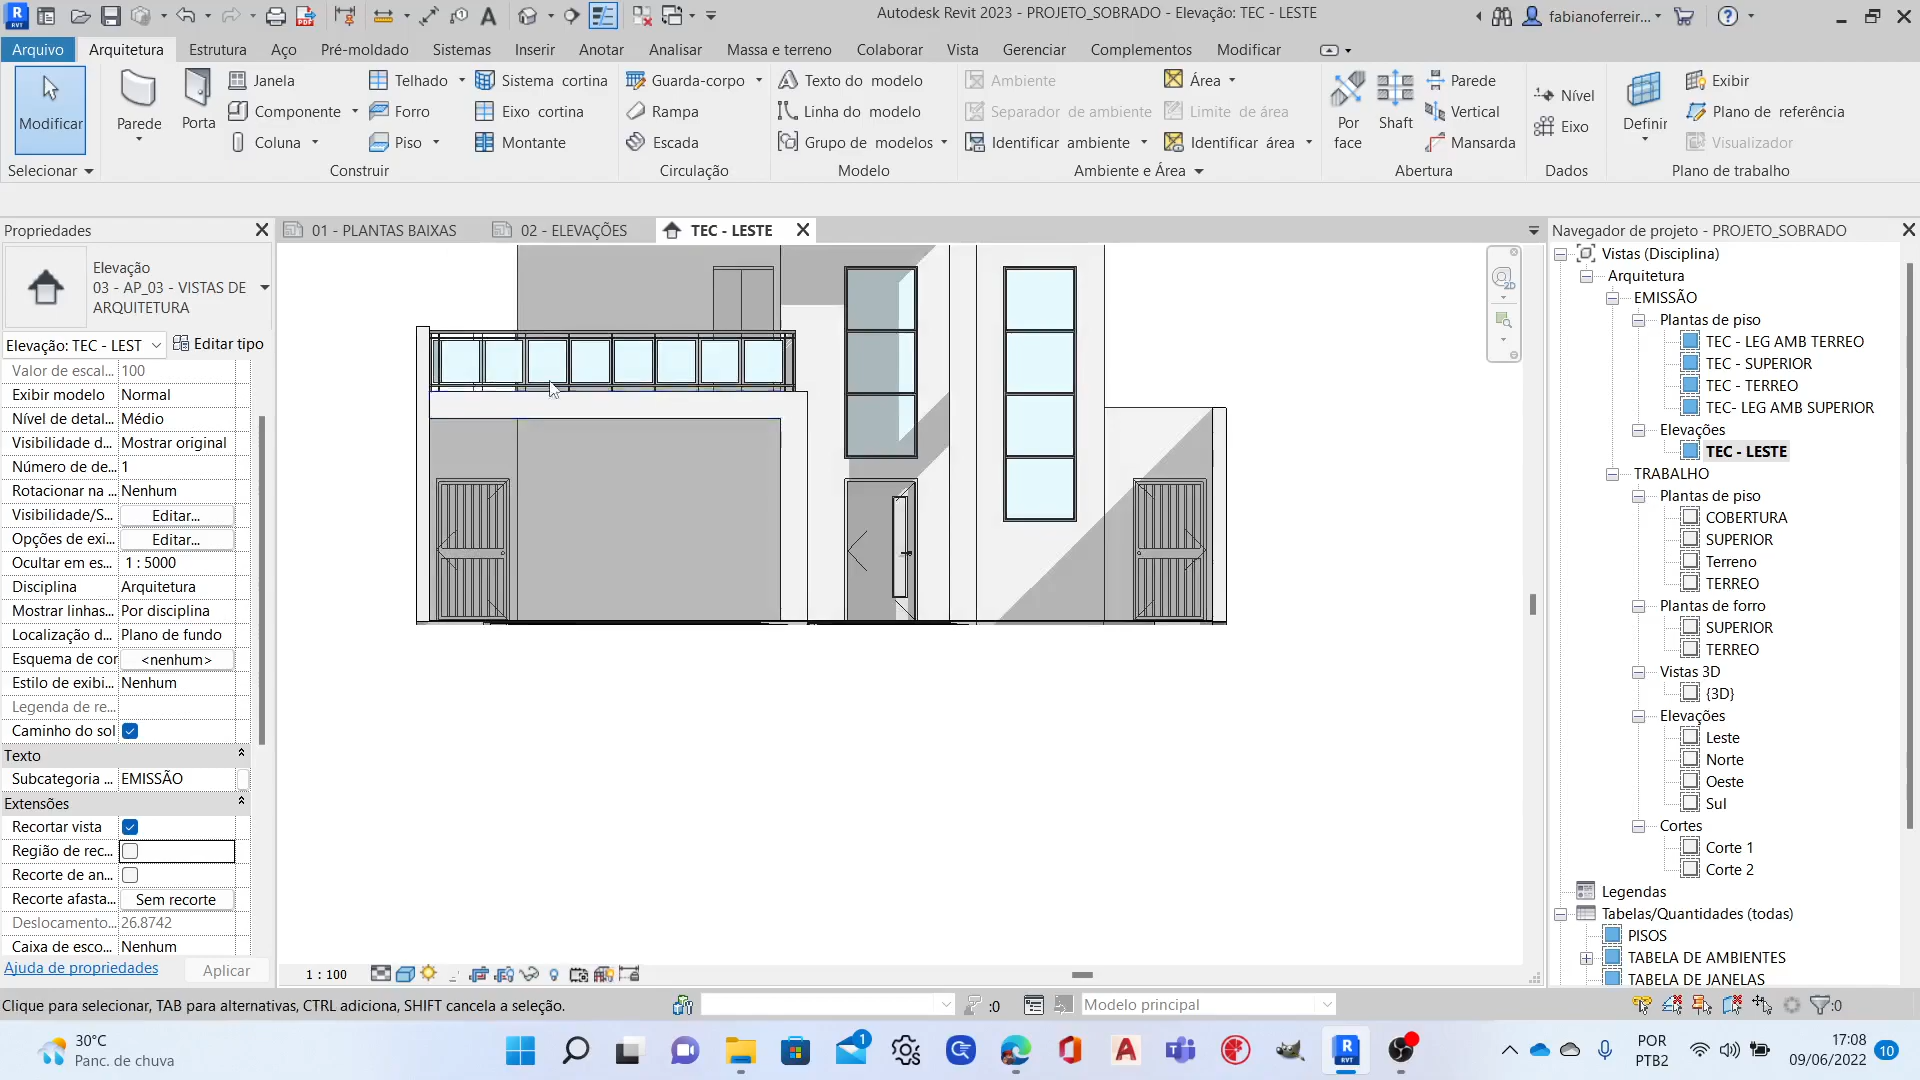 Autodesk Revit 2023 - PROJETO_SOBRADO - Elevação: TEC - LESTE
fabianoferreir...
Arquivo Arquitetura Estrutura Aço Pré-moldado Sistemas Inserir Anotar Analisar Massa e terreno Colaborar Vista Gerenciar Complementos Modificar
Modificar
Parede
Porta
Janela
Componente
Coluna
Telhado
Forro
Piso
Sistema cortina
Eixo cortina
Montante
Guarda-corpo
Rampa
Escada
Texto do modelo
Linha do modelo
Grupo de modelos
Ambiente
Separador de ambiente
Identificar ambiente
Área
Limite de área
Identificar área
Por face
Shaft
Parede
Vertical
Mansarda
Nível
Eixo
Definir
Exibir
Plano de referência
Visualizador
Selecionar Construir Circulação Modelo Ambiente e Área Abertura Dados Plano de trabalho
Propriedades
Elevação
03 - AP_03 - VISTAS DE
ARQUITETURA
Elevação: TEC - LEST Editar tipo
Valor de escal... 100
Exibir modelo Normal
Nível de detal... Médio
Visibilidade d... Mostrar original
Número de de... 1
Rotacionar na ... Nenhum
Visibilidade/S... Editar...
Opções de exi... Editar...
Ocultar em es... 1 : 5000
Disciplina Arquitetura
Mostrar linhas... Por disciplina
Localização d... Plano de fundo
Esquema de cor <nenhum>
Estilo de exibi... Nenhum
Legenda de re...
Caminho do sol
Texto
Subcategoria ... EMISSÃO
Extensões
Recortar vista
Região de rec...
Recorte de an...
Recorte afasta... Sem recorte
Deslocamento... 26.8742
Caixa de esco... Nenhum
Ajuda de propriedades Aplicar
01 - PLANTAS BAIXAS 02 - ELEVAÇÕES TEC - LESTE
2D
1 : 100
Navegador de projeto - PROJETO_SOBRADO
Vistas (Disciplina)
Arquitetura
EMISSÃO
Plantas de piso
TEC - LEG AMB TERREO
TEC - SUPERIOR
TEC - TERREO
TEC- LEG AMB SUPERIOR
Elevações
TEC - LESTE
TRABALHO
Plantas de piso
COBERTURA
SUPERIOR
Terreno
TERREO
Plantas de forro
SUPERIOR
TERREO
Vistas 3D
{3D}
Elevações
Leste
Norte
Oeste
Sul
Cortes
Corte 1
Corte 2
Legendas
Tabelas/Quantidades (todas)
PISOS
TABELA DE AMBIENTES
TABELA DE JANELAS
Clique para selecionar, TAB para alternativas, CTRL adiciona, SHIFT cancela a seleção.
:0
Modelo principal
:0
30°C
Panc. de chuva
1
POR
PTB2
17:08
09/06/2022
10